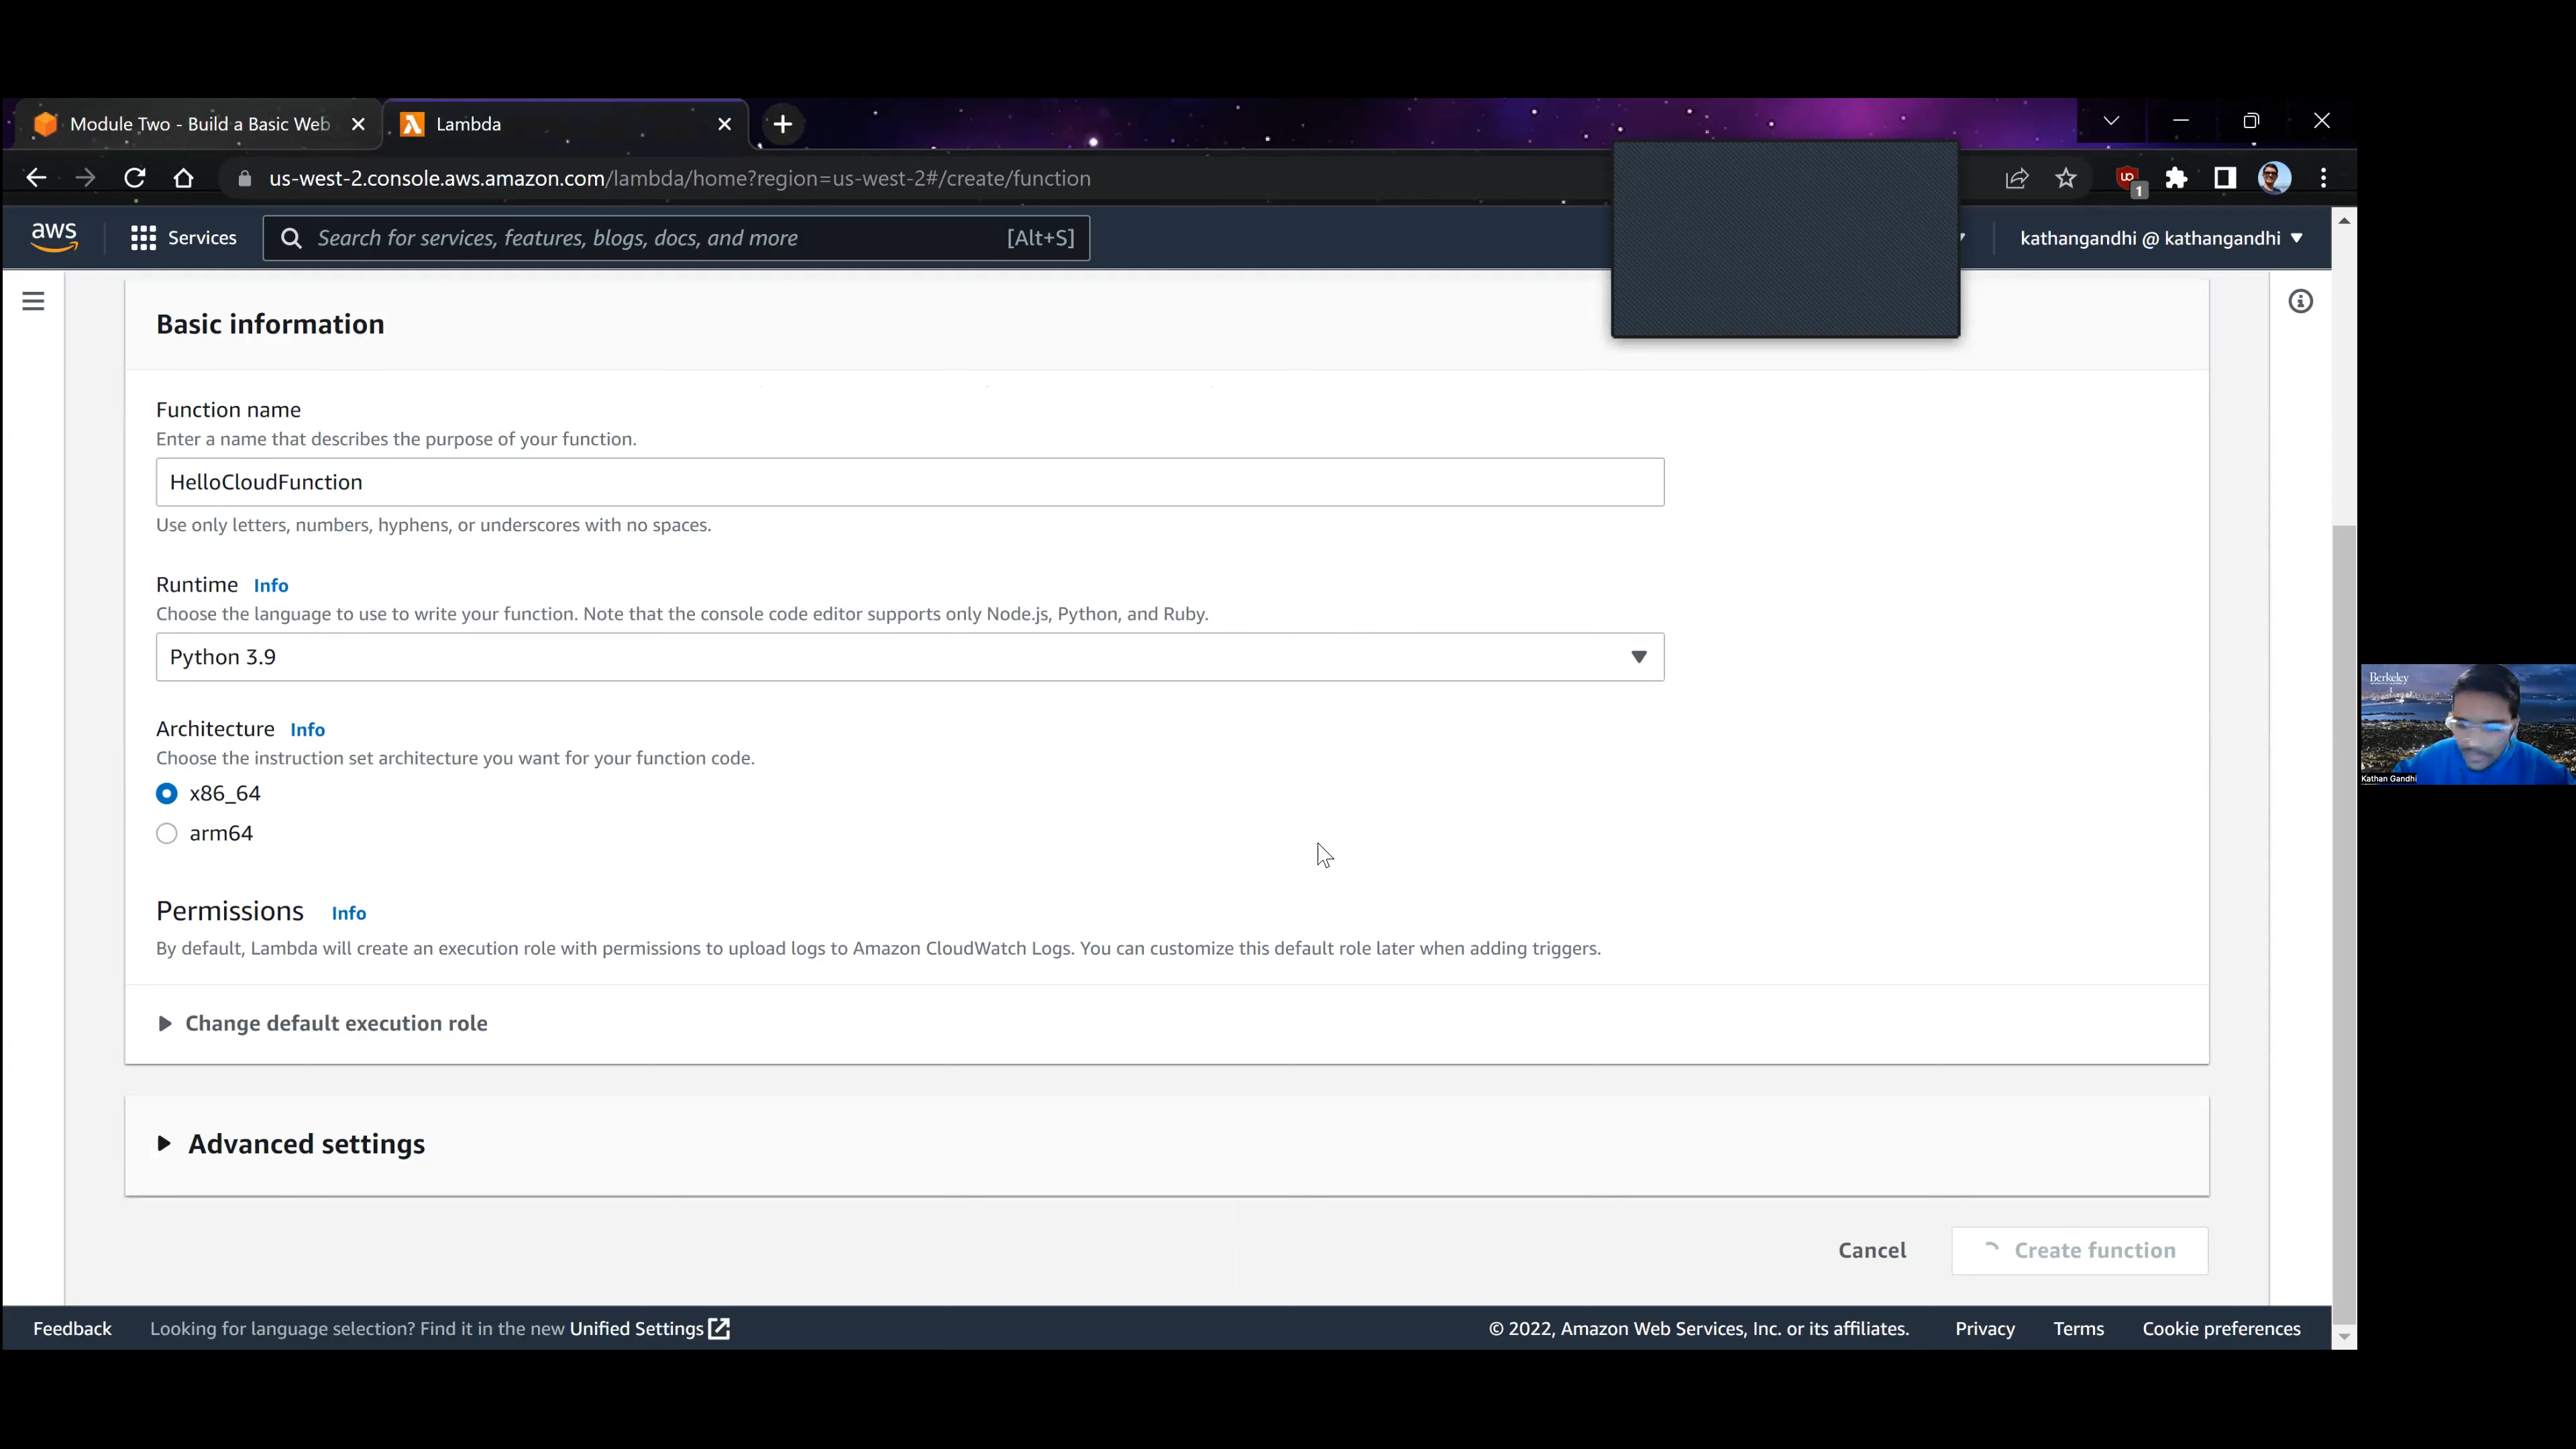 Module Two - Build a Basic Web
Lambda
us-west-2.console.aws.amazon.com/lambda/home?region=us-west-2#/create/function
1
aws
Services
Search for services, features, blogs, docs, and more
[Alt+S]
kathangandhi @ kathangandhi
Basic information
Function name
Enter a name that describes the purpose of your function.
HelloCloudFunction
Use only letters, numbers, hyphens, or underscores with no spaces.
Runtime Info
Choose the language to use to write your function. Note that the console code editor supports only Node.js, Python, and Ruby.
Python 3.9
Berkeley
Architecture Info
Choose the instruction set architecture you want for your function code.
Kathan Gandhi
x86_64
arm64
Permissions Info
By default, Lambda will create an execution role with permissions to upload logs to Amazon CloudWatch Logs. You can customize this default role later when adding triggers.
Change default execution role
Advanced settings
Cancel
Create function
Feedback
Looking for language selection? Find it in the new Unified Settings
© 2022, Amazon Web Services, Inc. or its affiliates.
Privacy
Terms
Cookie preferences